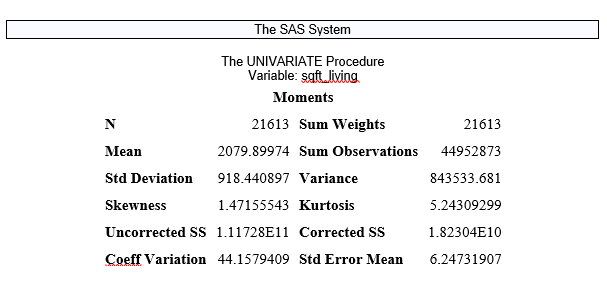 The SAS System
The UNIVARIATE Procedure
Variable: sqft_living
Moments
N 21613 Sum Weights 21613
Mean 2079.89974 Sum Observations 44952873
Std Deviation 918.440897 Variance 843533.681
Skewness 1.47155543 Kurtosis 5.24309299
Uncorrected SS 1.11728E11 Corrected SS 1.82304E10
Coeff Variation 44.1579409 Std Error Mean 6.24731907